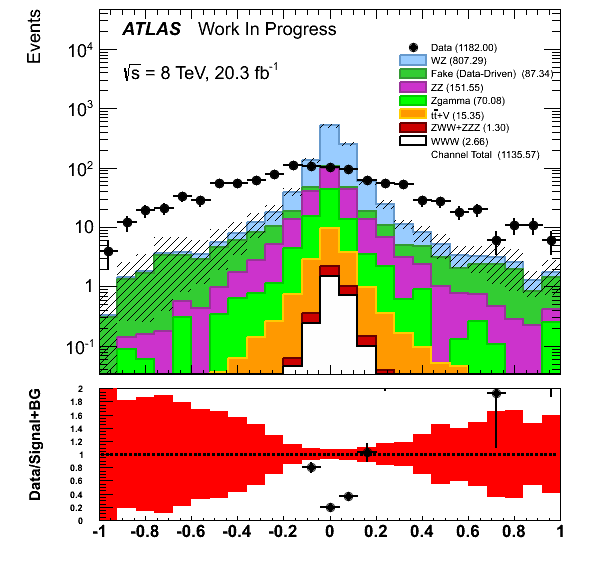 Events
ATLAS Work In Progress
√s = 8 TeV, 20.3 fb⁻¹
Data (1182.00)
WZ (807.29)
Fake (Data-Driven) (87.34)
ZZ (151.55)
Zgamma (70.08)
tt̄+V (15.35)
ZWW+ZZZ (1.30)
WWW (2.66)
Channel Total (1135.57)
10⁴
10³
10²
10
1
10⁻¹
Data/Signal+BG
2
1.8
1.6
1.4
1.2
1
0.8
0.6
0.4
0.2
0
-1 -0.8 -0.6 -0.4 -0.2 0 0.2 0.4 0.6 0.8 1